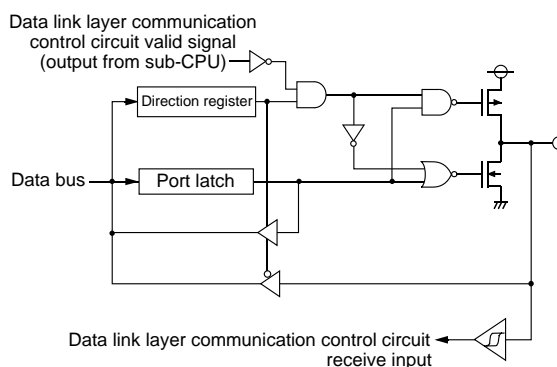 Data link layer communication
control circuit valid signal
(output from sub-CPU)
Direction register
Data bus
Port latch
Data link layer communication control circuit
receive input